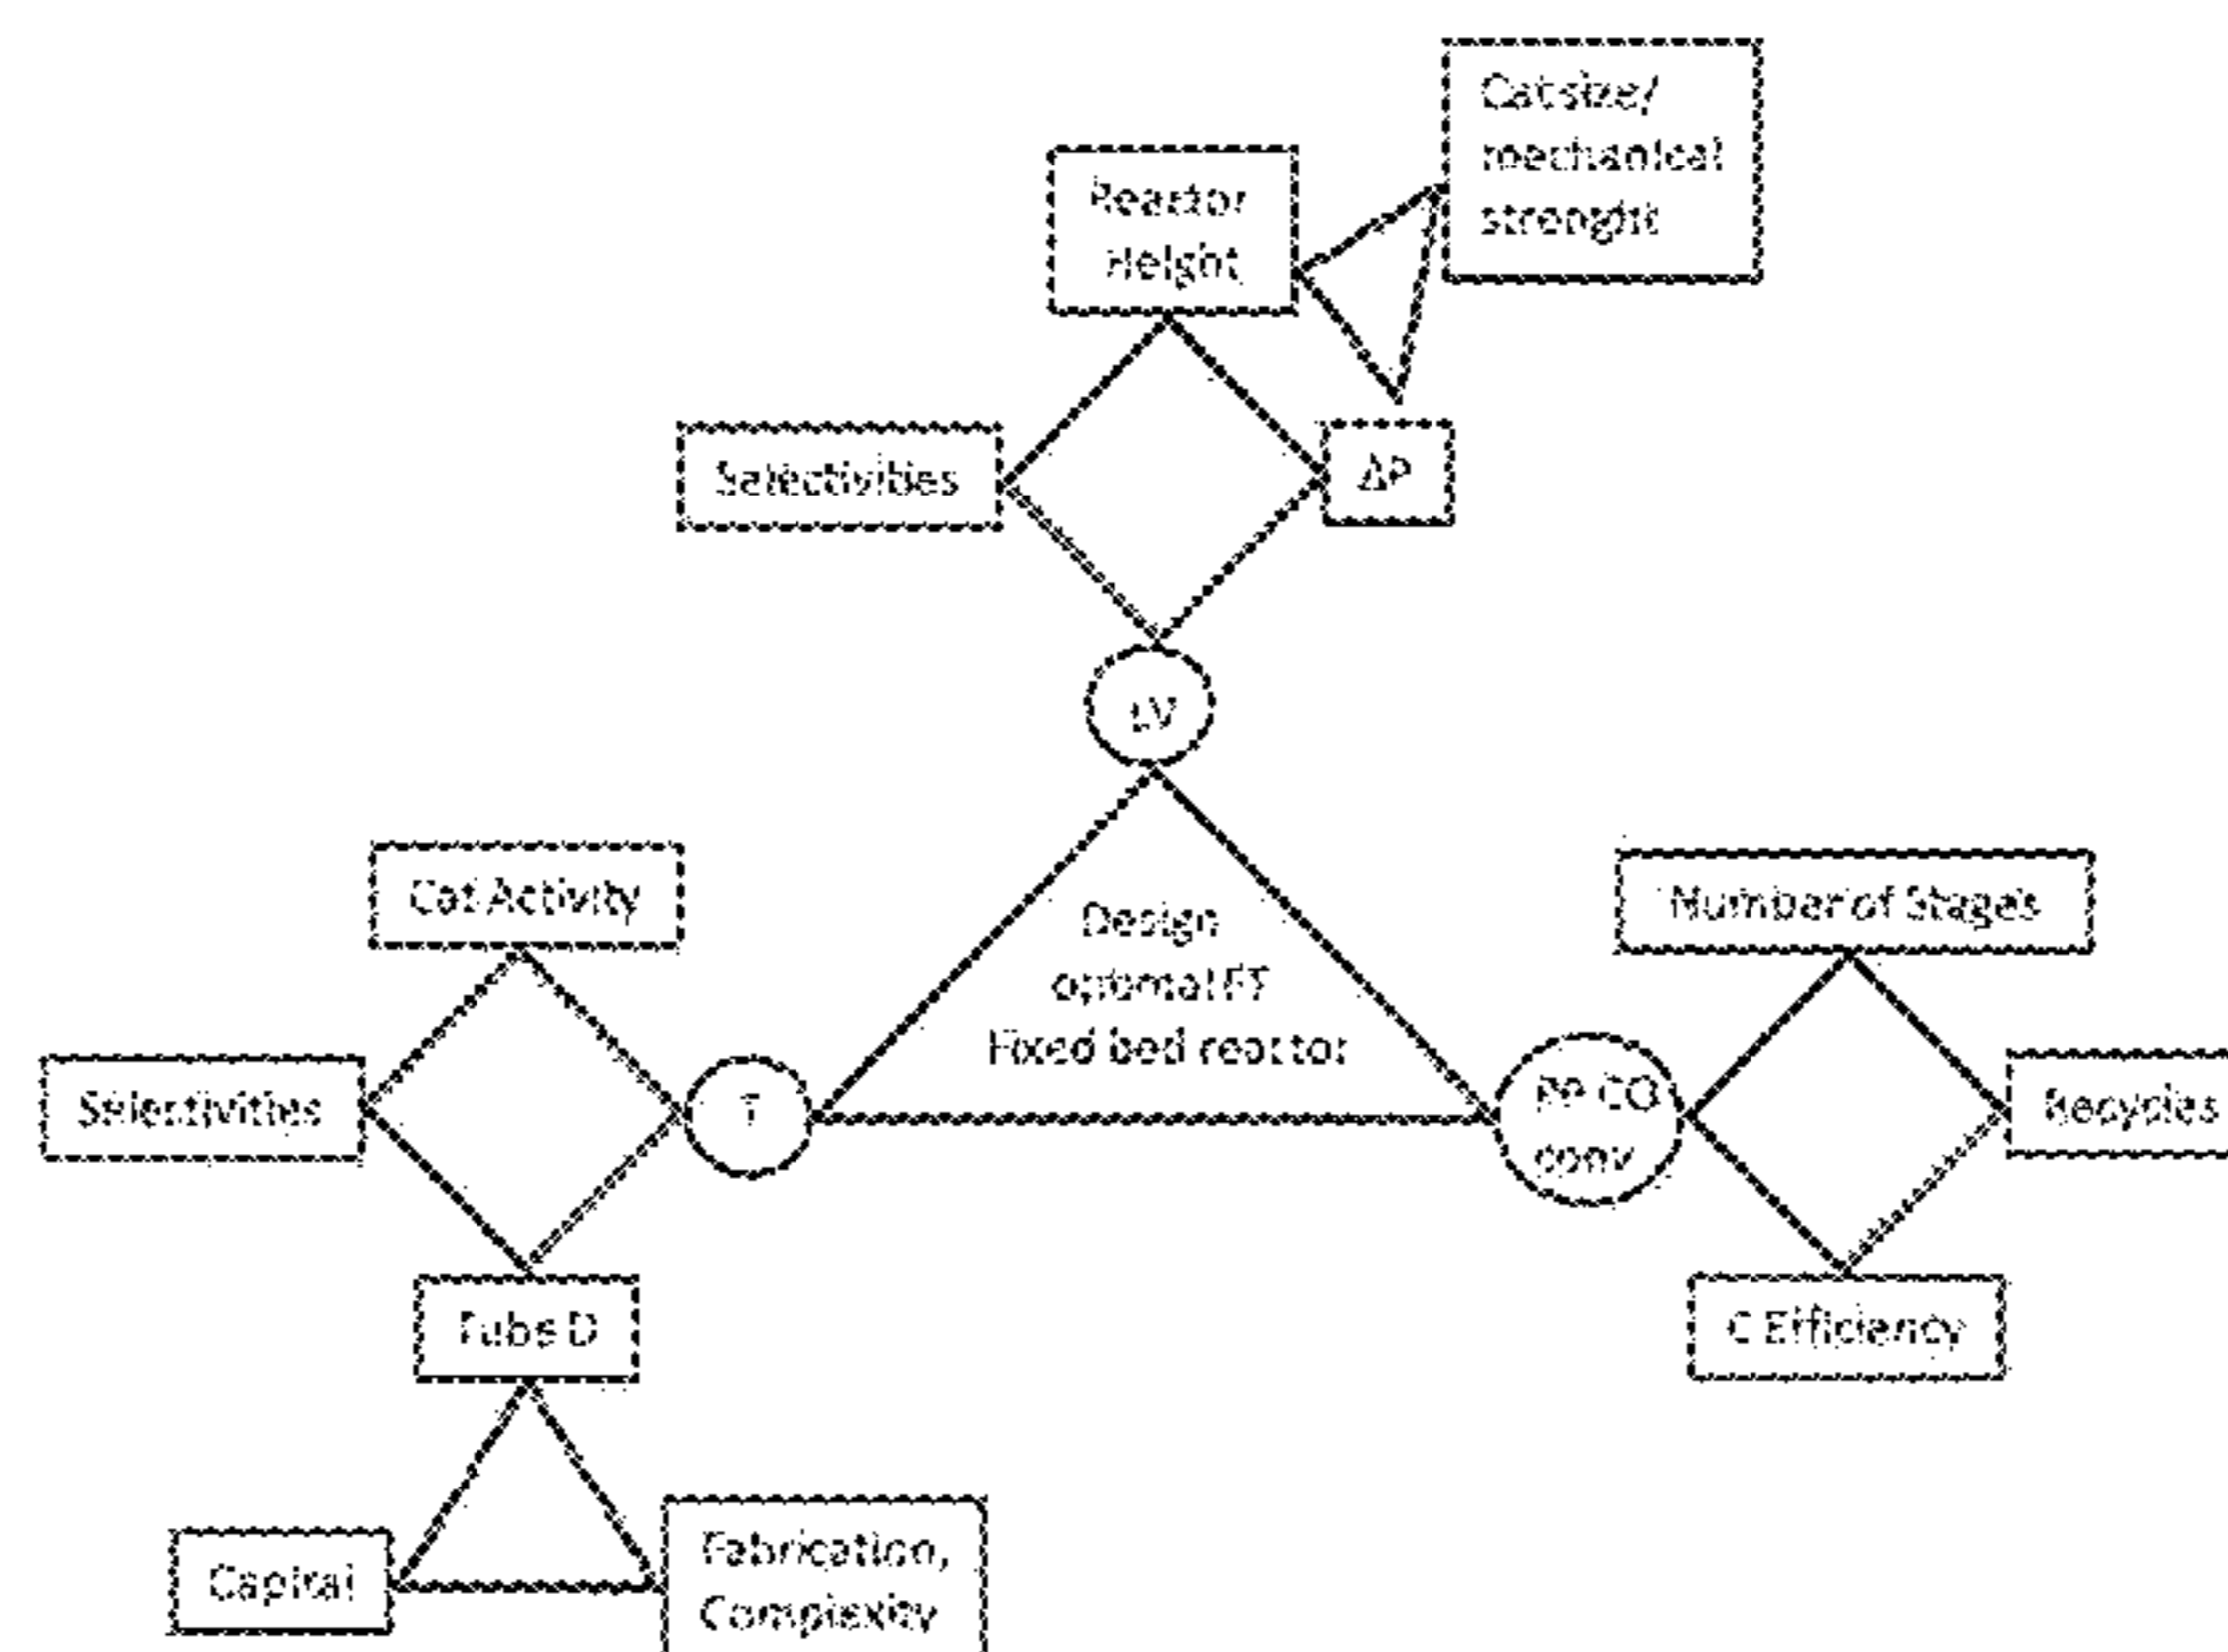 Cat size/
mechanical
strenght
Reactor
Height
Selectivities
ΔP
LV
Cat Activity
Number of Stages
Design
optimal FT
Fixed bed reactor
Selectivities
T
PP CO
conv
Recycles
Tube D
C Efficiency
Capital
Fabrication,
Complexity